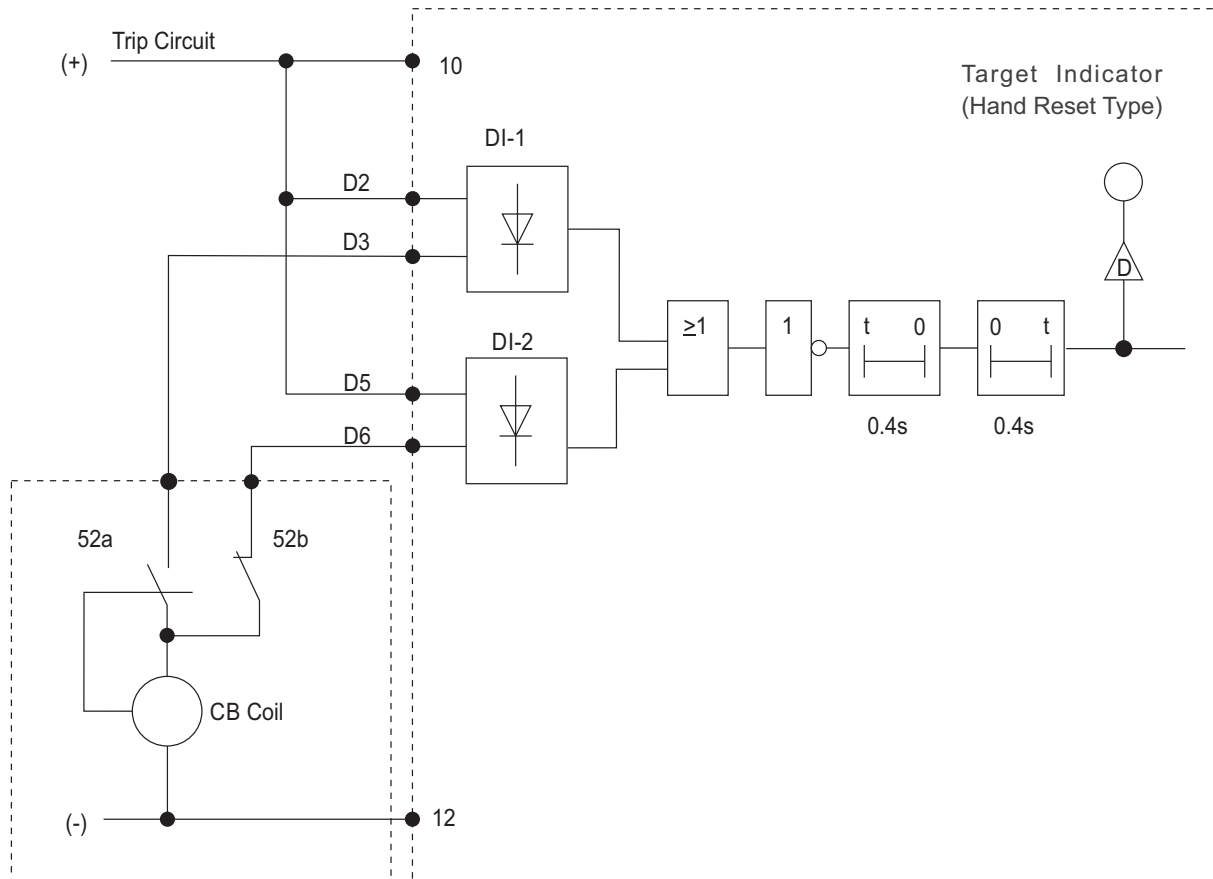 Trip Circuit
(+)
10
Target Indicator
(Hand Reset Type)
DI-1
D2
D3
D
≥1
1
t 0
0 t
DI-2
D5
0.4s
0.4s
D6
52a
52b
CB Coil
(-)
12